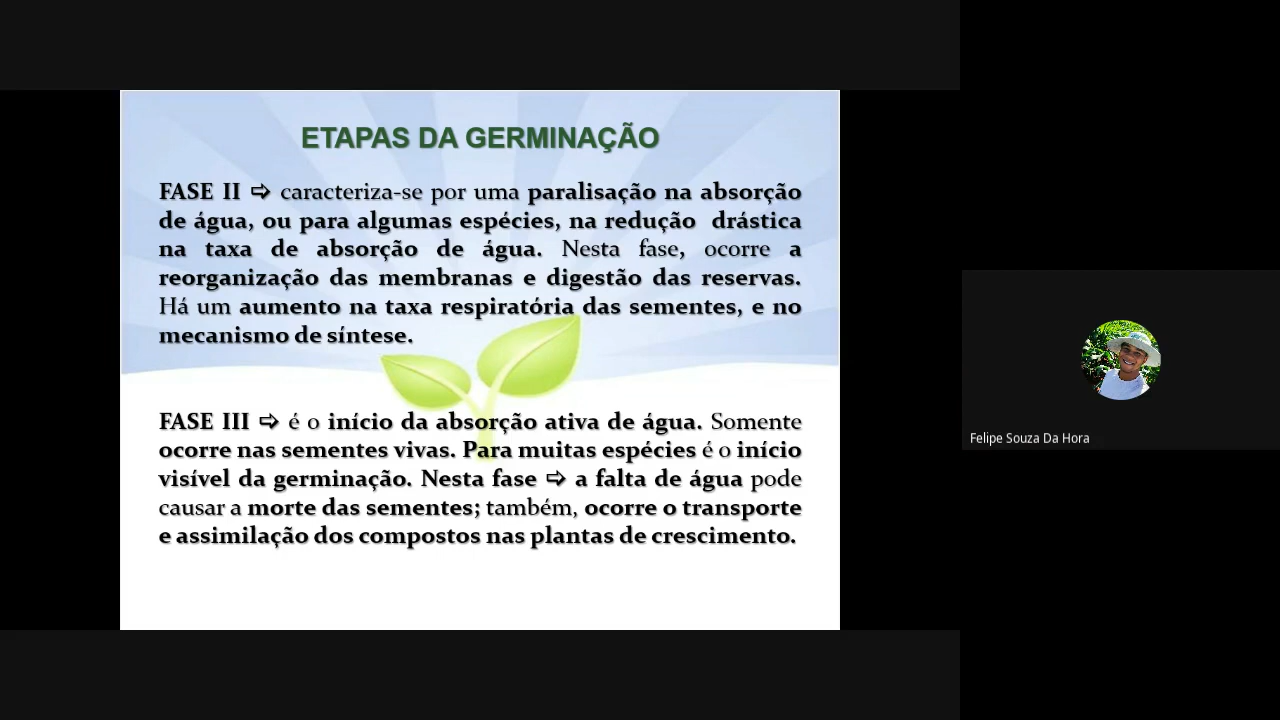 ETAPAS DA GERMINAÇÃO
FASE II ⇨ caracteriza-se por uma paralisação na absorção
de água, ou para algumas espécies, na redução drástica
na taxa de absorção de água. Nesta fase, ocorre a
reorganização das membranas e digestão das reservas.
Há um aumento na taxa respiratória das sementes, e no
mecanismo de síntese.
FASE III ⇨ é o início da absorção ativa de água. Somente
ocorre nas sementes vivas. Para muitas espécies é o início
visível da germinação. Nesta fase ⇨ a falta de água pode
causar a morte das sementes; também, ocorre o transporte
e assimilação dos compostos nas plantas de crescimento.
Felipe Souza Da Hora